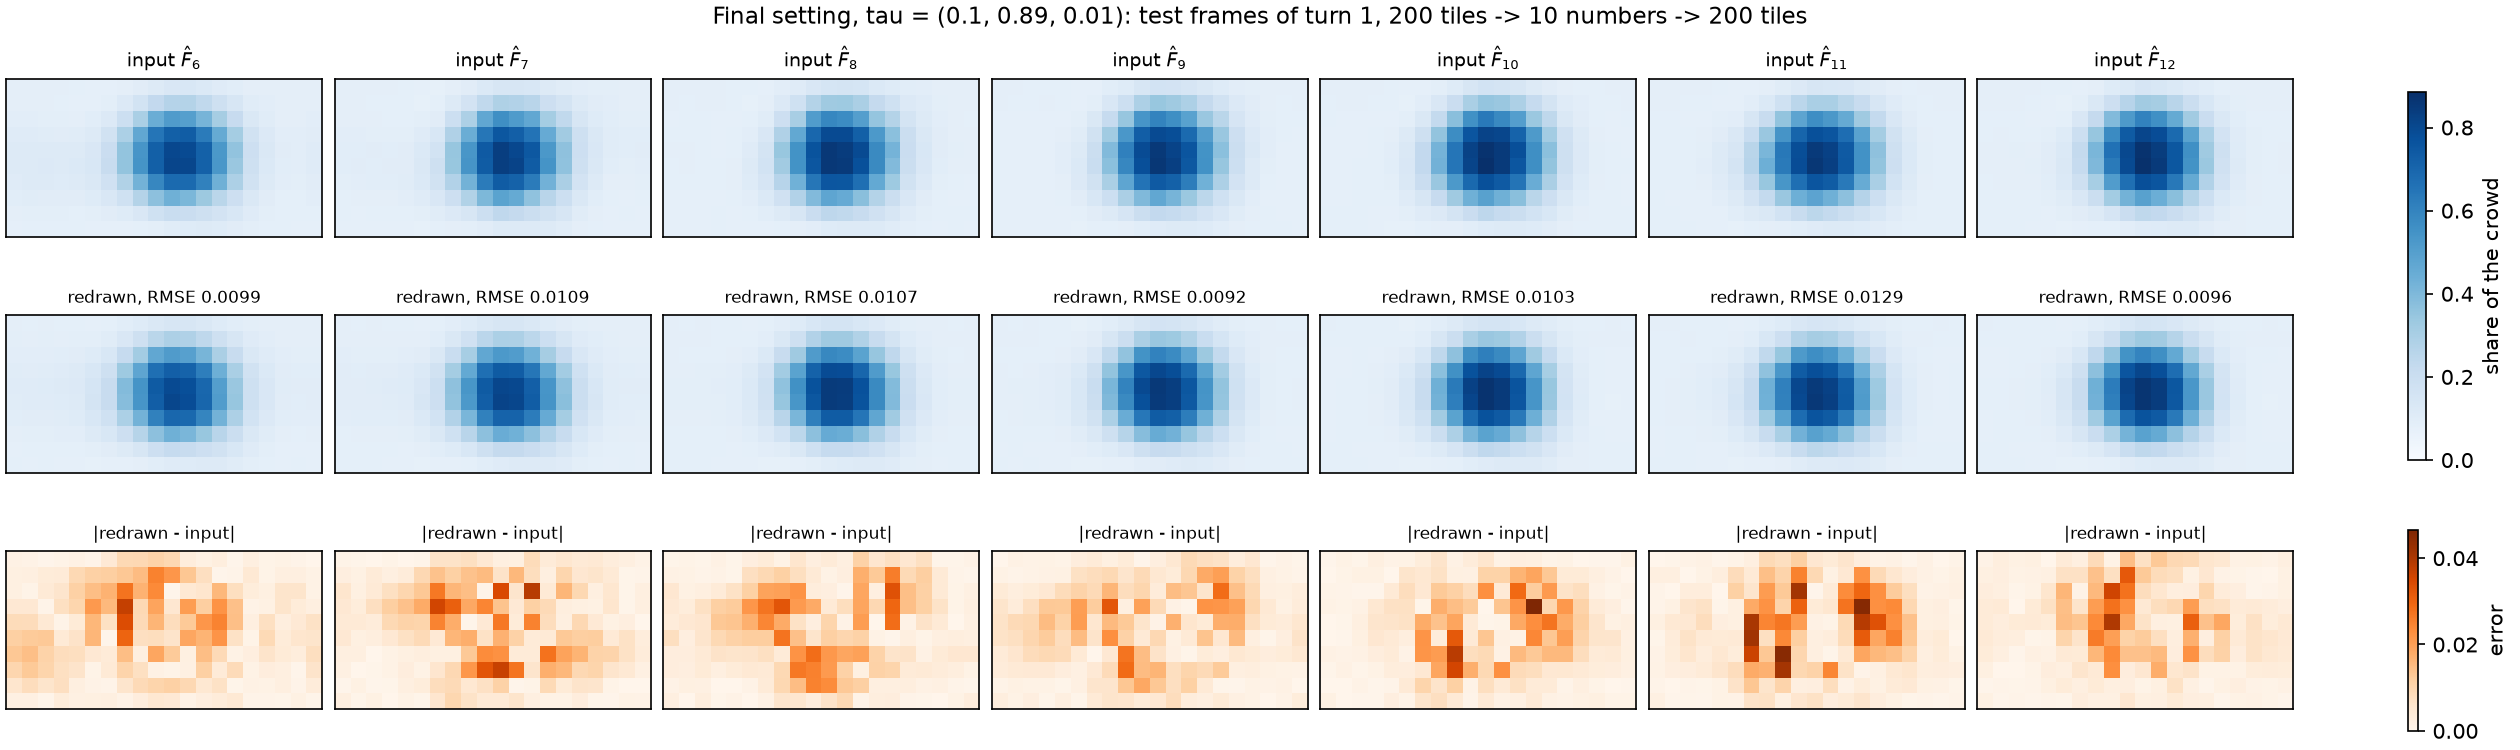 Final setting, tau = (0.1, 0.89, 0.01): test frames of turn 1, 200 tiles -> 10 numbers -> 200 tiles
input F̂₆
input F̂₇
input F̂₈
input F̂₉
input F̂₁₀
input F̂₁₁
input F̂₁₂
redrawn, RMSE 0.0099
redrawn, RMSE 0.0109
redrawn, RMSE 0.0107
redrawn, RMSE 0.0092
redrawn, RMSE 0.0103
redrawn, RMSE 0.0129
redrawn, RMSE 0.0096
0.8
0.6
0.4
0.2
0.0
share of the crowd
|redrawn - input|
|redrawn - input|
|redrawn - input|
|redrawn - input|
|redrawn - input|
|redrawn - input|
|redrawn - input|
0.04
0.02
0.00
error